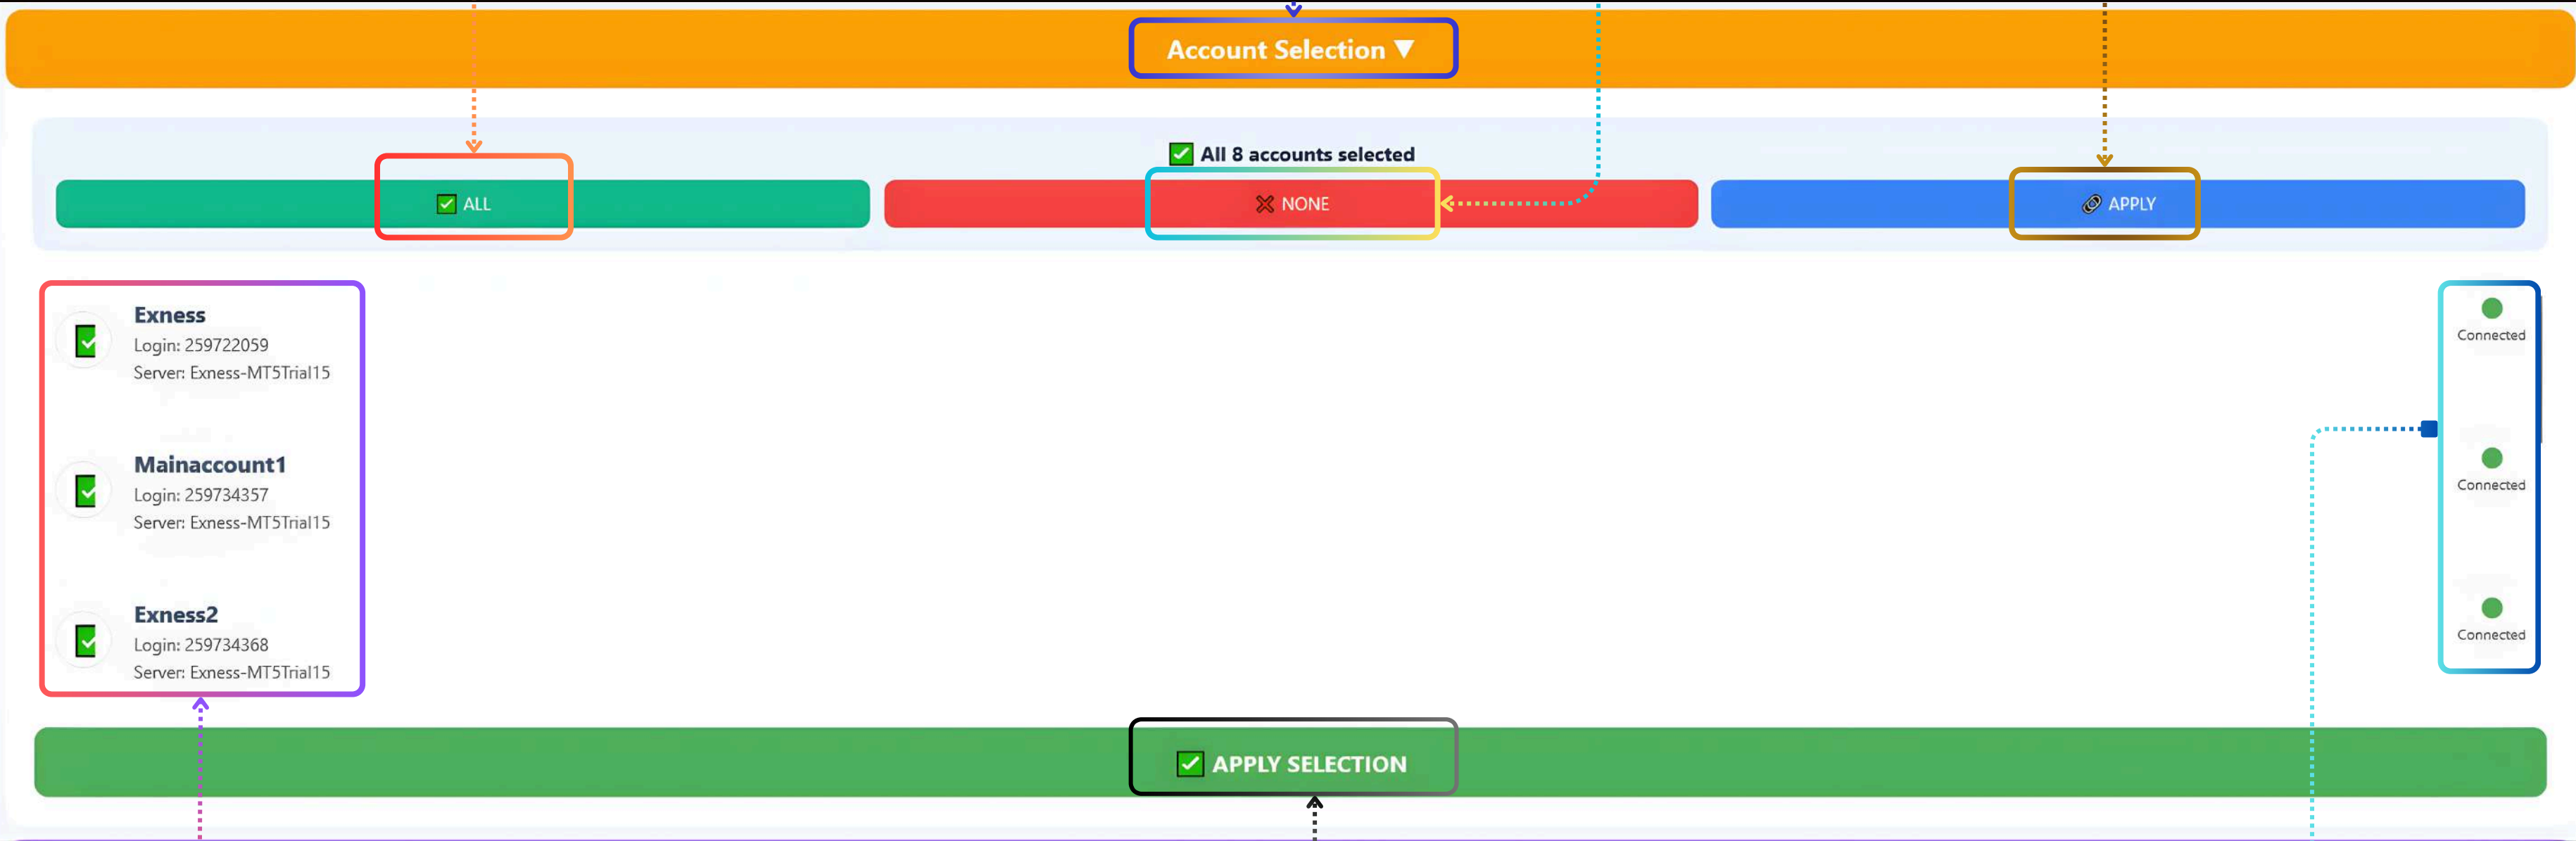 Account Selection ▼
✅ All 8 accounts selected
✅ ALL
❌ NONE
🔗 APPLY
Exness
Login: 259722059
Server: Exness-MT5Trial15
Connected
Mainaccount1
Login: 259734357
Server: Exness-MT5Trial15
Connected
Exness2
Login: 259734368
Server: Exness-MT5Trial15
Connected
✅ APPLY SELECTION